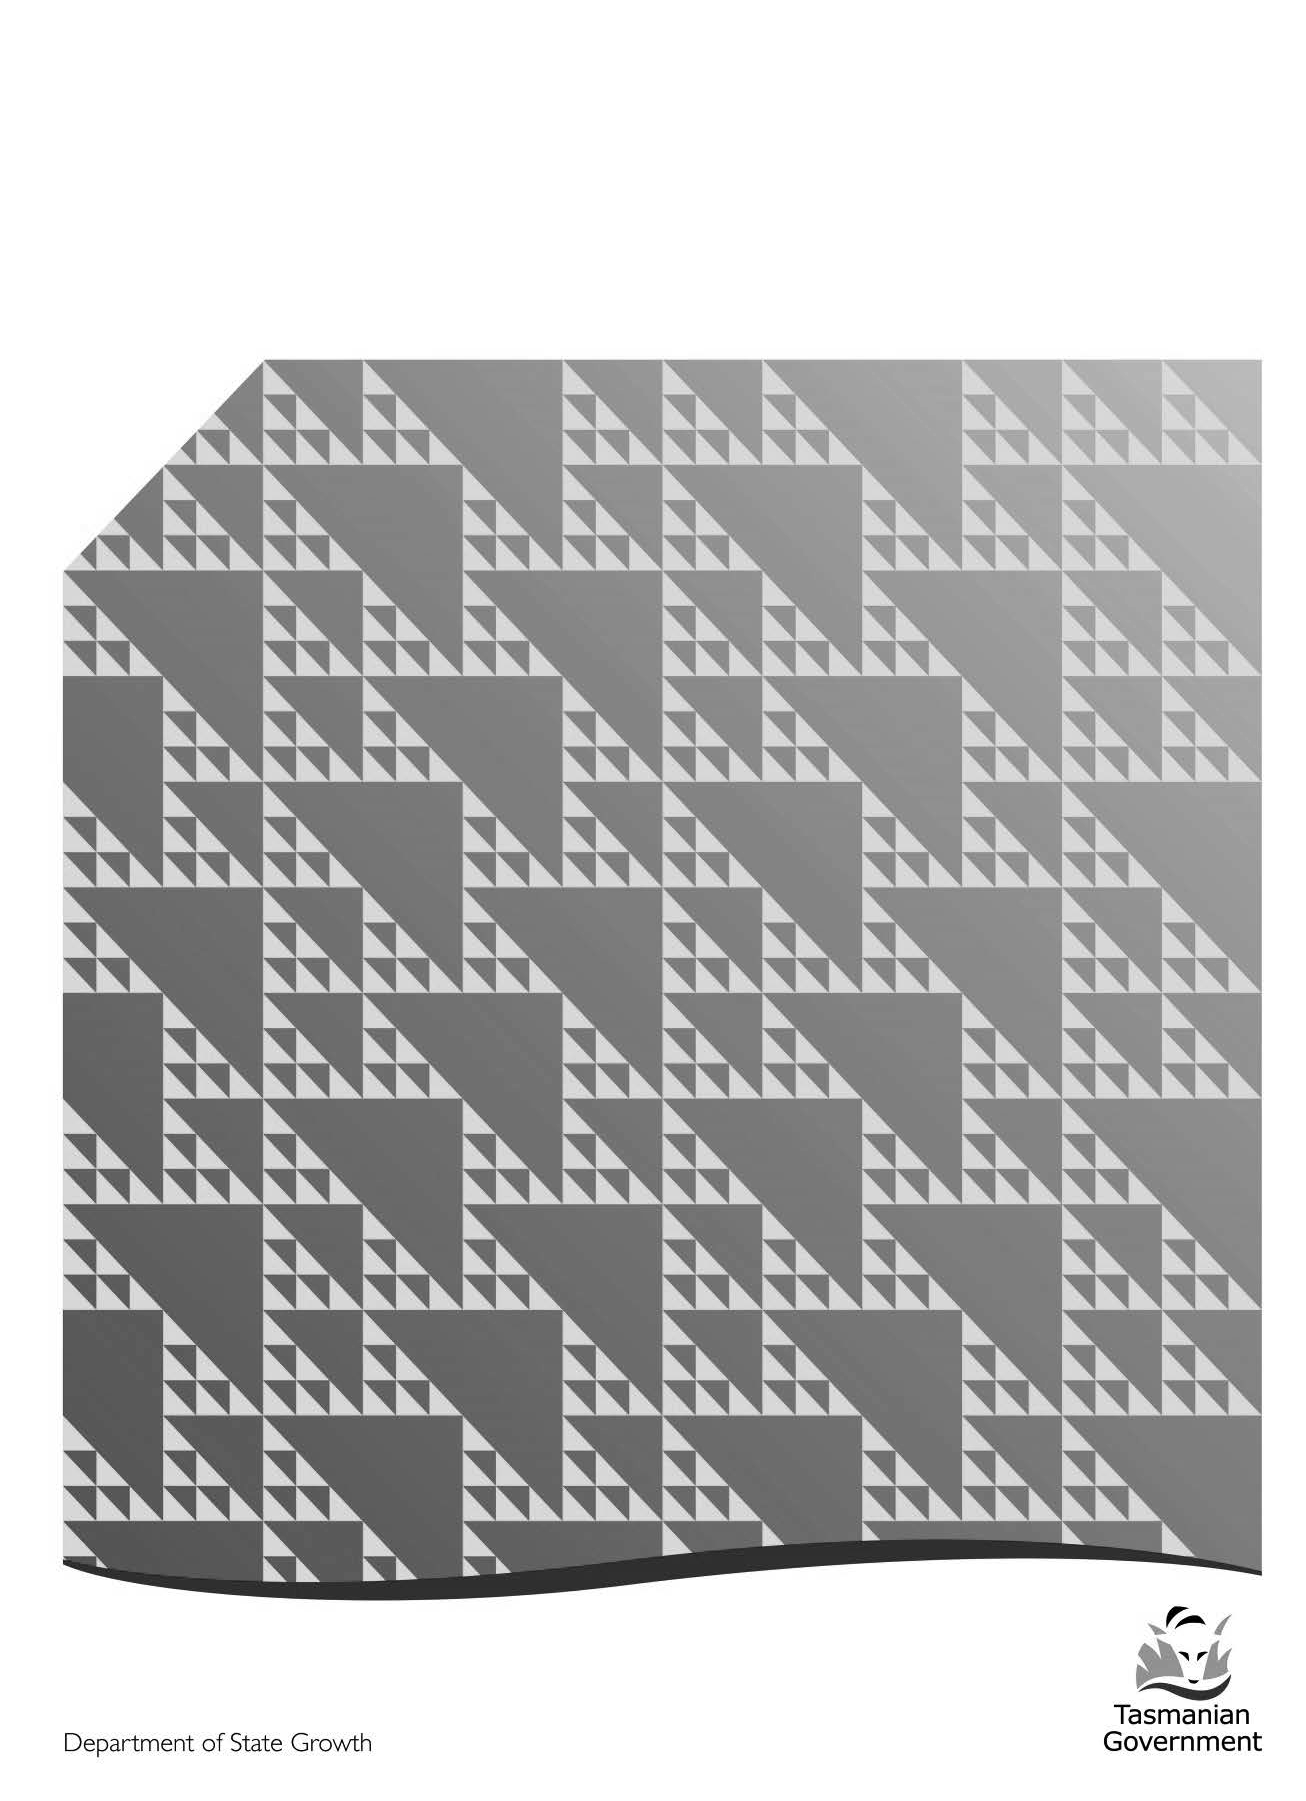 Department of State Growth
Tasmanian
Government